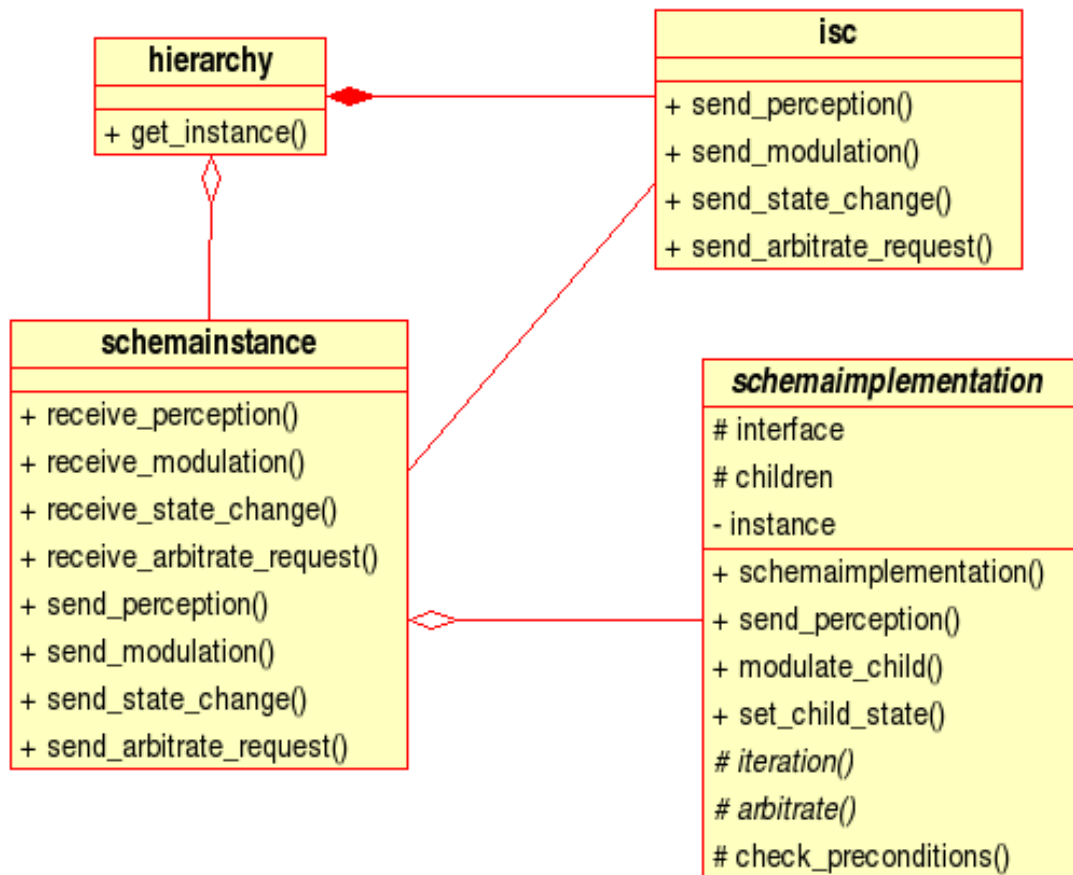 hierarchy
+ get_instance()
isc
+ send_perception()
+ send_modulation()
+ send_state_change()
+ send_arbitrate_request()
schemainstance
+ receive_perception()
+ receive_modulation()
+ receive_state_change()
+ receive_arbitrate_request()
+ send_perception()
+ send_modulation()
+ send_state_change()
+ send_arbitrate_request()
schemaimplementation
# interface
# children
- instance
+ schemaimplementation()
+ send_perception()
+ modulate_child()
+ set_child_state()
# iteration()
# arbitrate()
# check_preconditions()